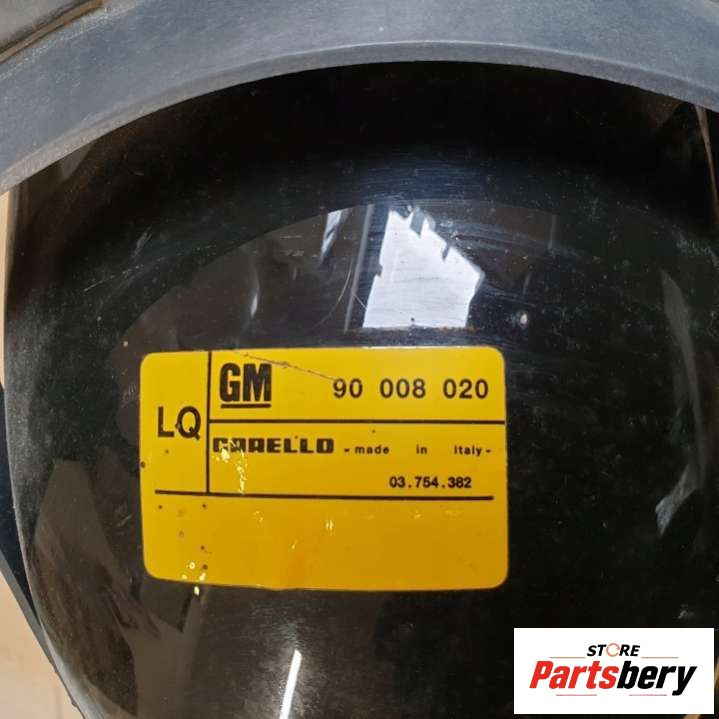 LQ
GM 90 008 020
CARELLO - made in Italy -
03.754.382
STORE
Partsbery